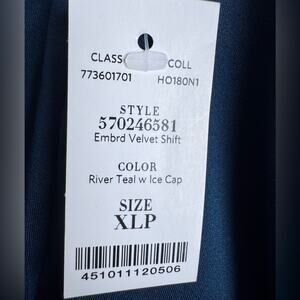 CLASS COLL
773601701 HO180N1
STYLE
570246581
Embrd Velvet Shift
COLOR
River Teal w Ice Cap
SIZE
XLP
451011120506